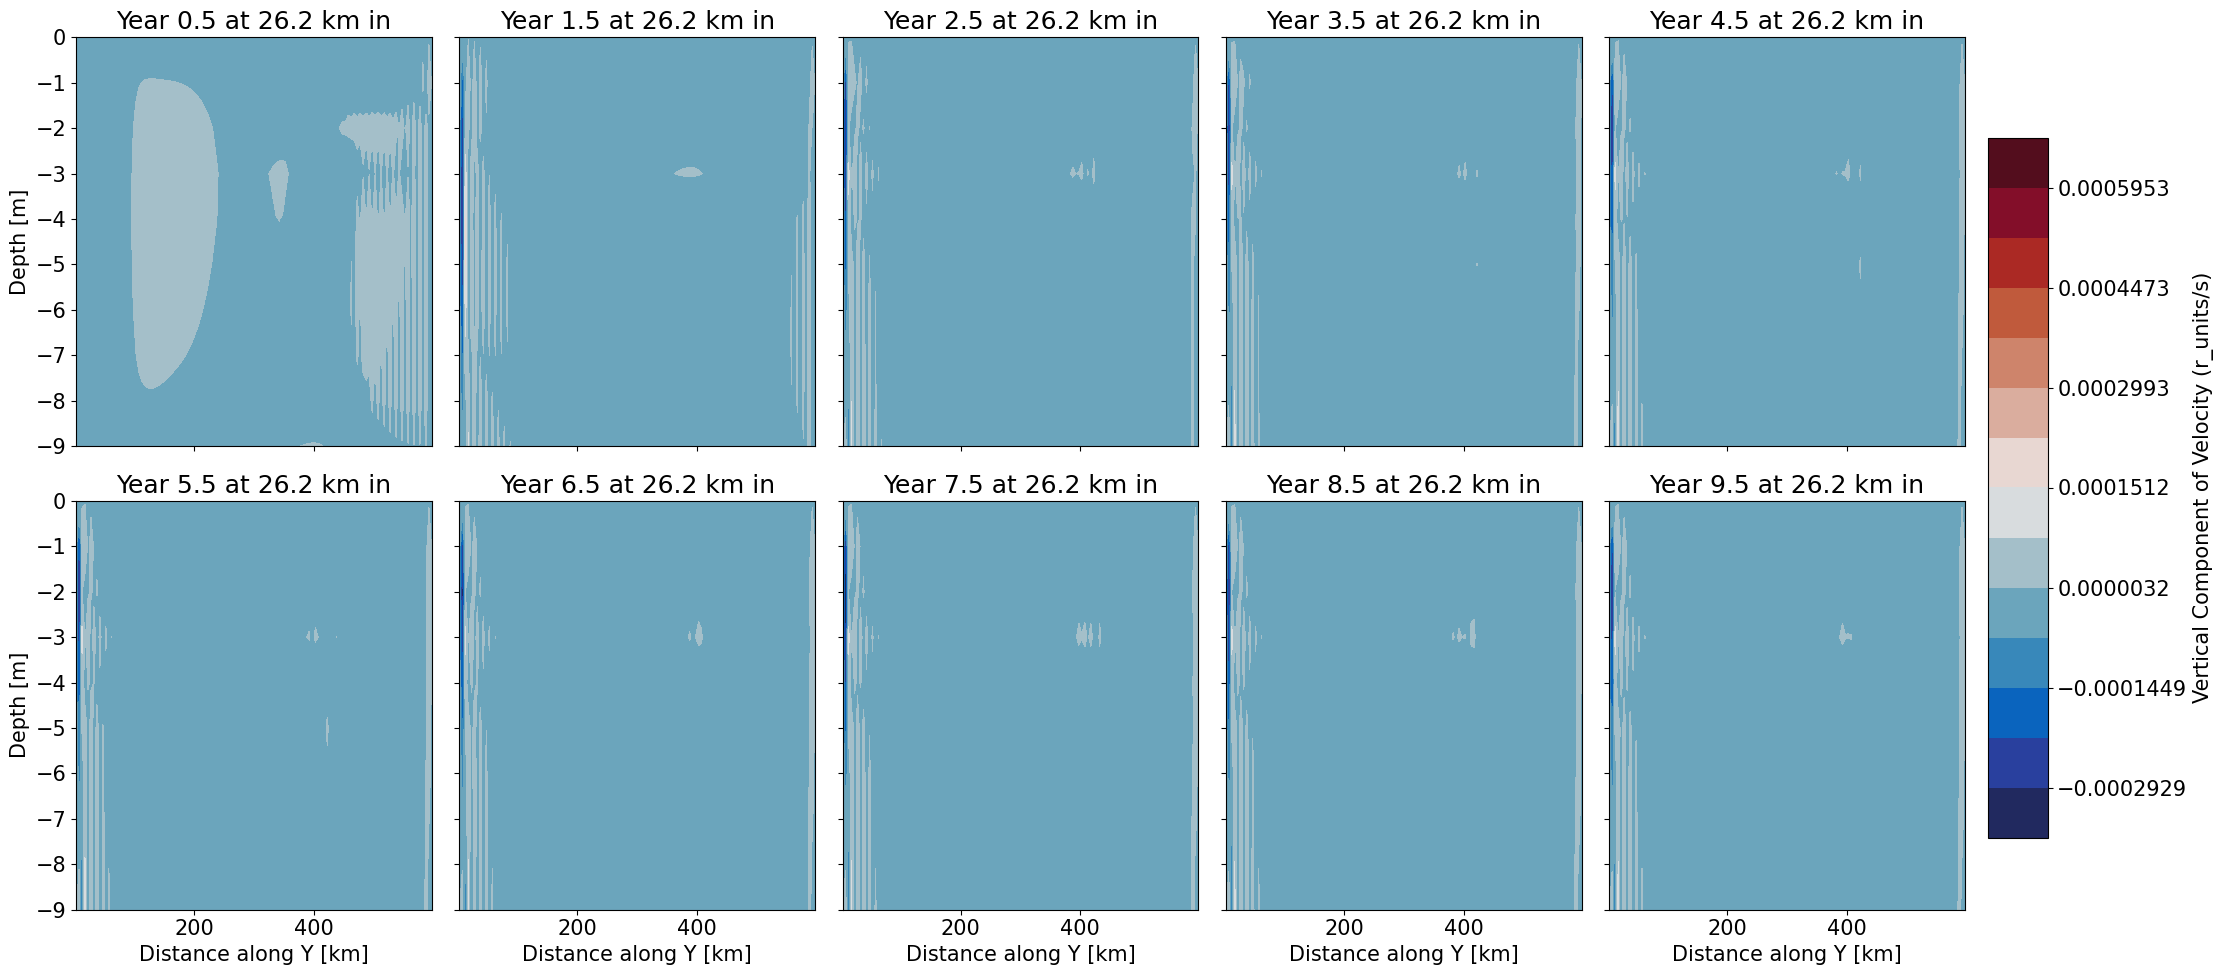 Year 0.5 at 26.2 km in
Year 1.5 at 26.2 km in
Year 2.5 at 26.2 km in
Year 3.5 at 26.2 km in
Year 4.5 at 26.2 km in
0
−1
−2
−3
−4
−5
−6
−7
−8
−9
Depth [m]
Year 5.5 at 26.2 km in
Year 6.5 at 26.2 km in
Year 7.5 at 26.2 km in
Year 8.5 at 26.2 km in
Year 9.5 at 26.2 km in
0
−1
−2
−3
−4
−5
−6
−7
−8
−9
Depth [m]
200 400
200 400
200 400
200 400
200 400
Distance along Y [km]
Distance along Y [km]
Distance along Y [km]
Distance along Y [km]
Distance along Y [km]
0.0005953
0.0004473
0.0002993
0.0001512
0.0000032
−0.0001449
−0.0002929
Vertical Component of Velocity (r_units/s)